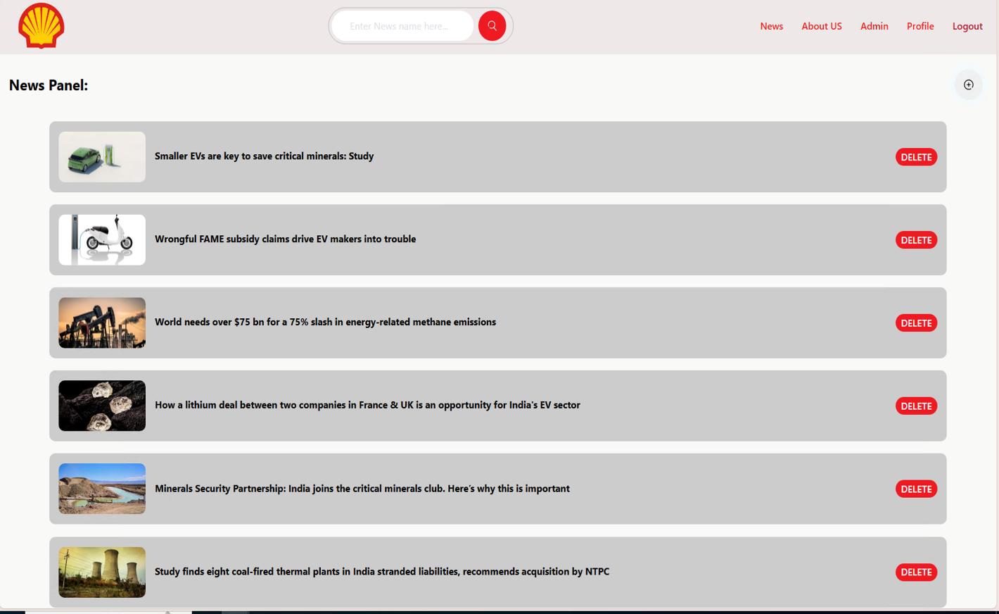 Enter News name here...
News
About US
Admin
Profile
Logout
News Panel:
Smaller EVs are key to save critical minerals: Study
DELETE
Wrongful FAME subsidy claims drive EV makers into trouble
DELETE
World needs over $75 bn for a 75% slash in energy-related methane emissions
DELETE
How a lithium deal between two companies in France & UK is an opportunity for India's EV sector
DELETE
Minerals Security Partnership: India joins the critical minerals club. Here’s why this is important
DELETE
Study finds eight coal-fired thermal plants in India stranded liabilities, recommends acquisition by NTPC
DELETE